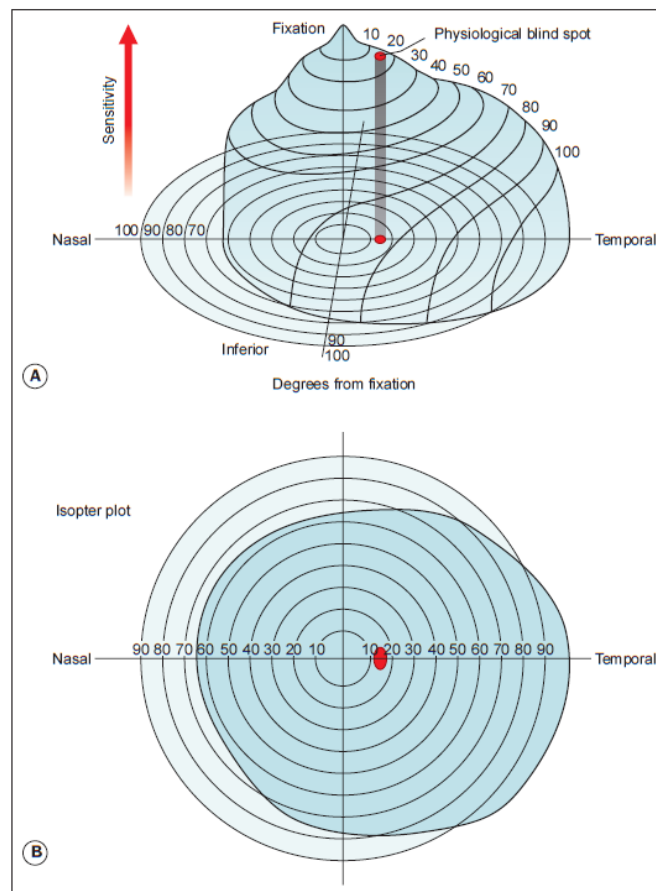 Fixation
Physiological blind spot
10
20
30
40
50
60
70
80
90
100
Sensitivity
100 90 80 70
Nasal
Temporal
90
100
Inferior
A
Degrees from fixation
Isopter plot
90 80 70 60 50 40 30 20 10 10 20 30 40 50 60 70 80 90
Nasal
Temporal
B